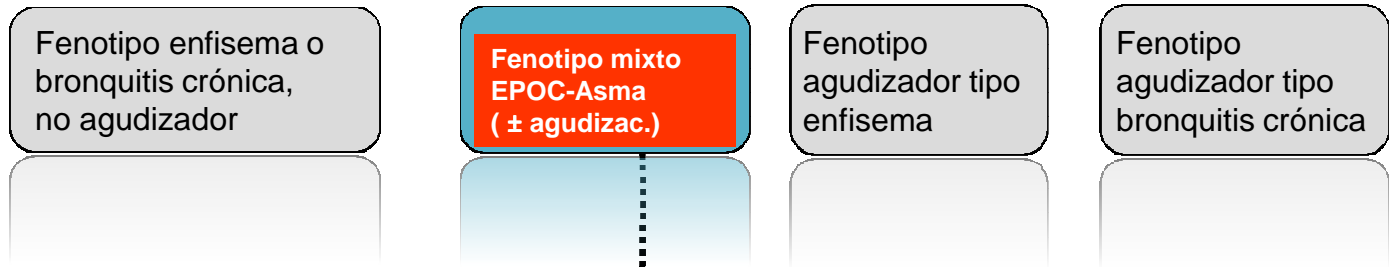 Fenotipo enfisema o
bronquitis crónica,
no agudizador
Fenotipo mixto
EPOC-Asma
( ± agudizac.)
Fenotipo
agudizador tipo
enfisema
Fenotipo
agudizador tipo
bronquitis crónica